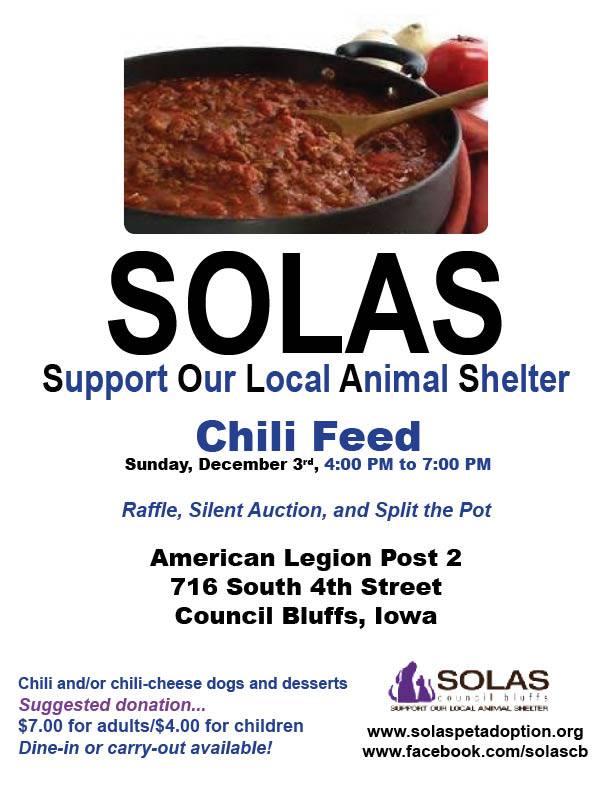 SOLAS
Support Our Local Animal Shelter
Chili Feed
Sunday, December 3rd, 4:00 PM to 7:00 PM
Raffle, Silent Auction, and Split the Pot
American Legion Post 2
716 South 4th Street
Council Bluffs, Iowa
Chili and/or chili-cheese dogs and desserts
Suggested donation...
$7.00 for adults/$4.00 for children
Dine-in or carry-out available!
SOLAS
council bluffs
SUPPORT OUR LOCAL ANIMAL SHELTER
www.solaspetadoption.org
www.facebook.com/solascb